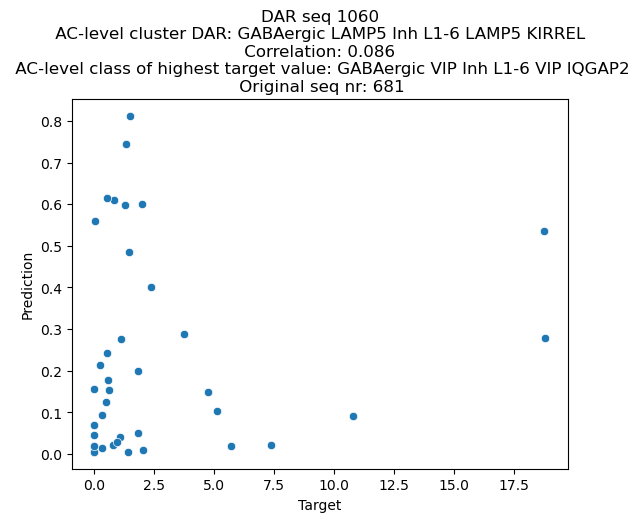 DAR seq 1060
AC-level cluster DAR: GABAergic LAMP5 Inh L1-6 LAMP5 KIRREL
Correlation: 0.086
AC-level class of highest target value: GABAergic VIP Inh L1-6 VIP IQGAP2
Original seq nr: 681
0.8
0.7
0.6
0.5
0.4
0.3
0.2
0.1
0.0
Prediction
0.0 2.5 5.0 7.5 10.0 12.5 15.0 17.5
Target